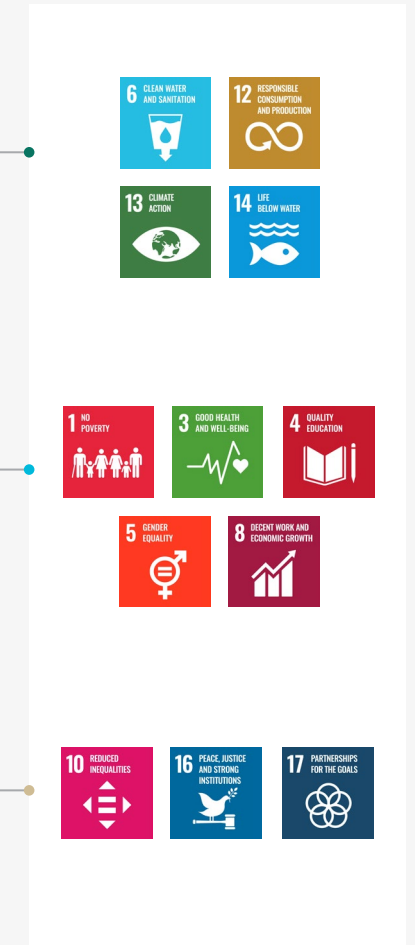 6 CLEAN WATER
AND SANITATION
12 RESPONSIBLE
CONSUMPTION
AND PRODUCTION
13 CLIMATE
ACTION
14 LIFE
BELOW WATER
1 NO
POVERTY
3 GOOD HEALTH
AND WELL-BEING
4 QUALITY
EDUCATION
5 GENDER
EQUALITY
8 DECENT WORK AND
ECONOMIC GROWTH
10 REDUCED
INEQUALITIES
16 PEACE, JUSTICE
AND STRONG
INSTITUTIONS
17 PARTNERSHIPS
FOR THE GOALS